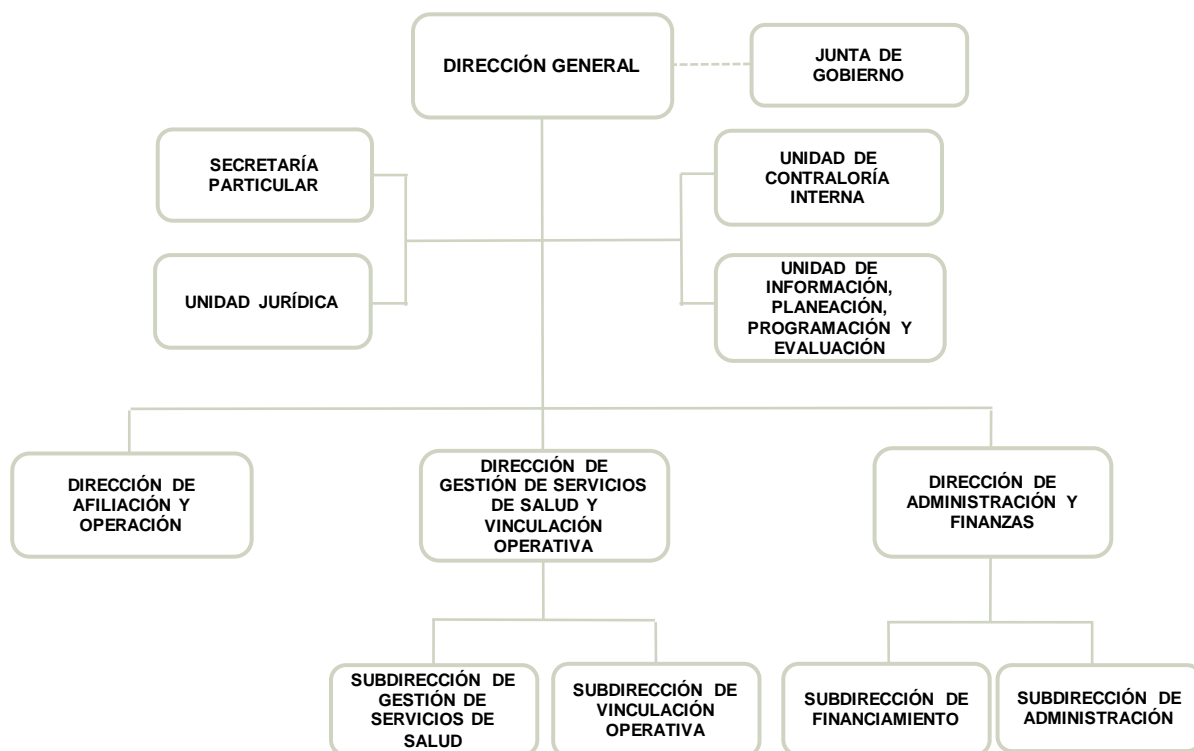 DIRECCIÓN GENERAL
JUNTA DE
GOBIERNO
SECRETARÍA
PARTICULAR
UNIDAD DE
CONTRALORÍA
INTERNA
UNIDAD JURÍDICA
UNIDAD DE
INFORMACIÓN,
PLANEACIÓN,
PROGRAMACIÓN Y
EVALUACIÓN
DIRECCIÓN DE
AFILIACIÓN Y
OPERACIÓN
DIRECCIÓN DE
GESTIÓN DE SERVICIOS
DE SALUD Y
VINCULACIÓN
OPERATIVA
DIRECCIÓN DE
ADMINISTRACIÓN Y
FINANZAS
SUBDIRECCIÓN DE
GESTIÓN DE
SERVICIOS DE
SALUD
SUBDIRECCIÓN DE
VINCULACIÓN
OPERATIVA
SUBDIRECCIÓN DE
FINANCIAMIENTO
SUBDIRECCIÓN DE
ADMINISTRACIÓN